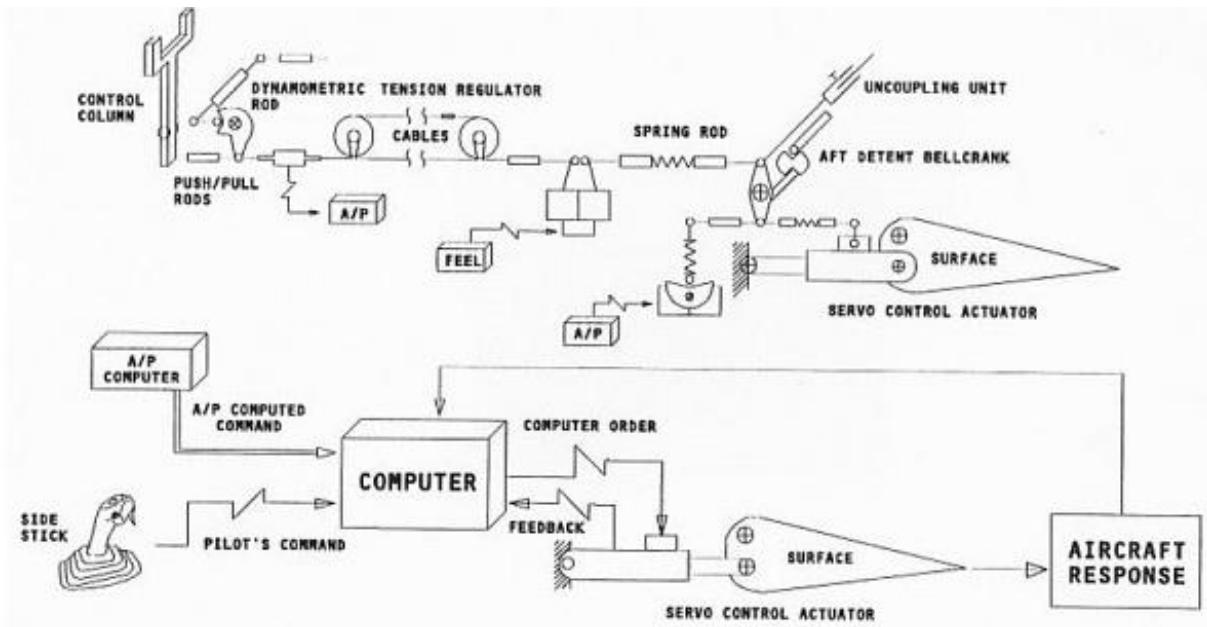 CONTROL
COLUMN
DYNAMOMETRIC
ROD
TENSION REGULATOR
CABLES
PUSH/PULL
RODS
A/P
FEEL
SPRING ROD
UNCOUPLING UNIT
AFT DETENT BELLCRANK
A/P
SURFACE
SERVO CONTROL ACTUATOR
A/P
COMPUTER
A/P COMPUTED
COMMAND
COMPUTER
COMPUTER ORDER
FEEDBACK
SIDE
STICK
PILOT'S COMMAND
SURFACE
SERVO CONTROL ACTUATOR
AIRCRAFT
RESPONSE